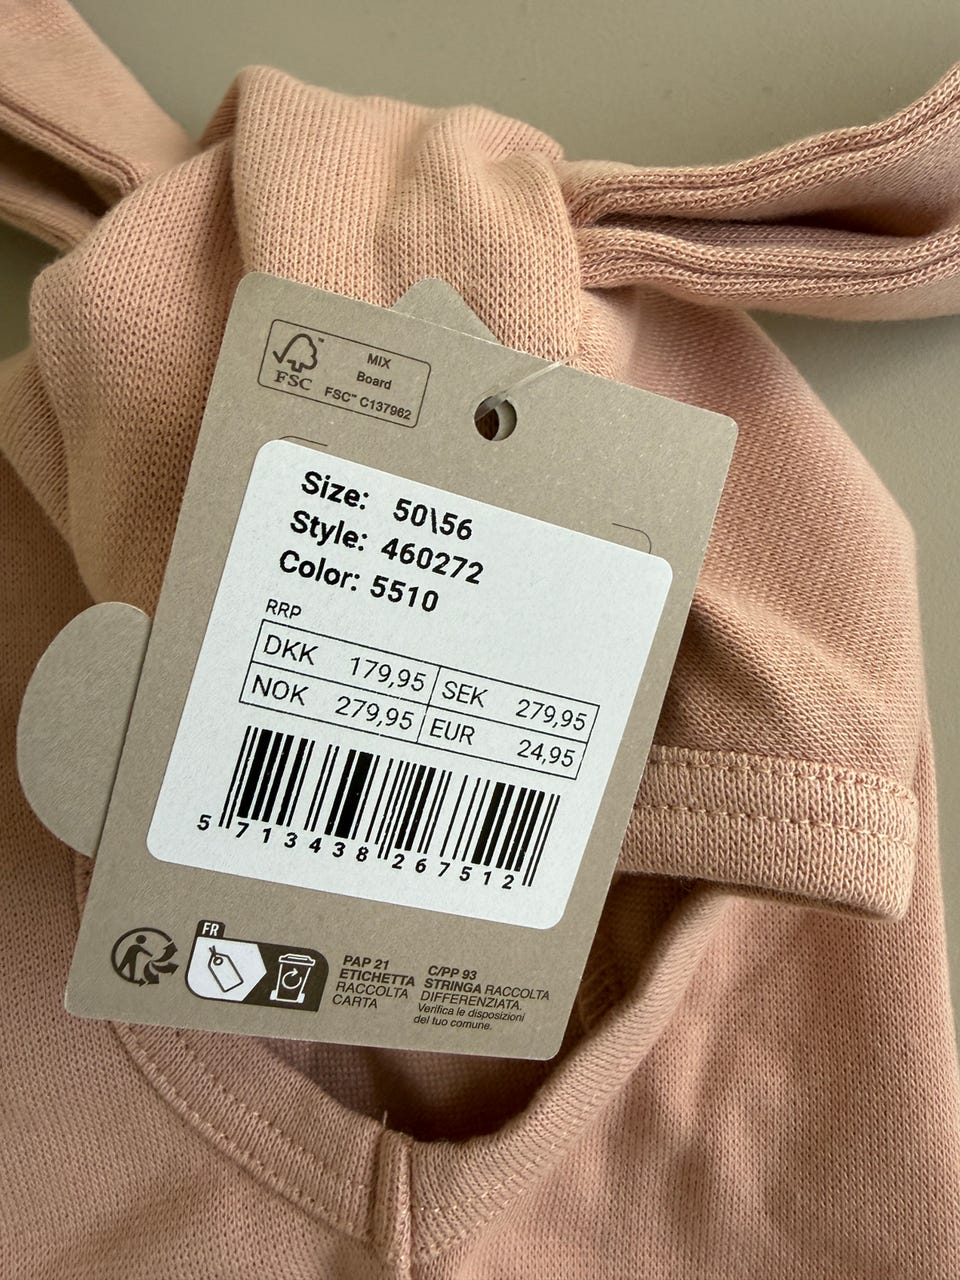 FSC™
MIX
Board
FSC™ C137962
Size: 50\56
Style: 460272
Color: 5510
RRP
DKK 179,95 SEK 279,95
NOK 279,95 EUR 24,95
5 713438 267512
FR
PAP 21
ETICHETTA
RACCOLTA
CARTA
C/PP 93
STRINGA RACCOLTA
DIFFERENZIATA.
Verifica le disposizioni
del tuo comune.